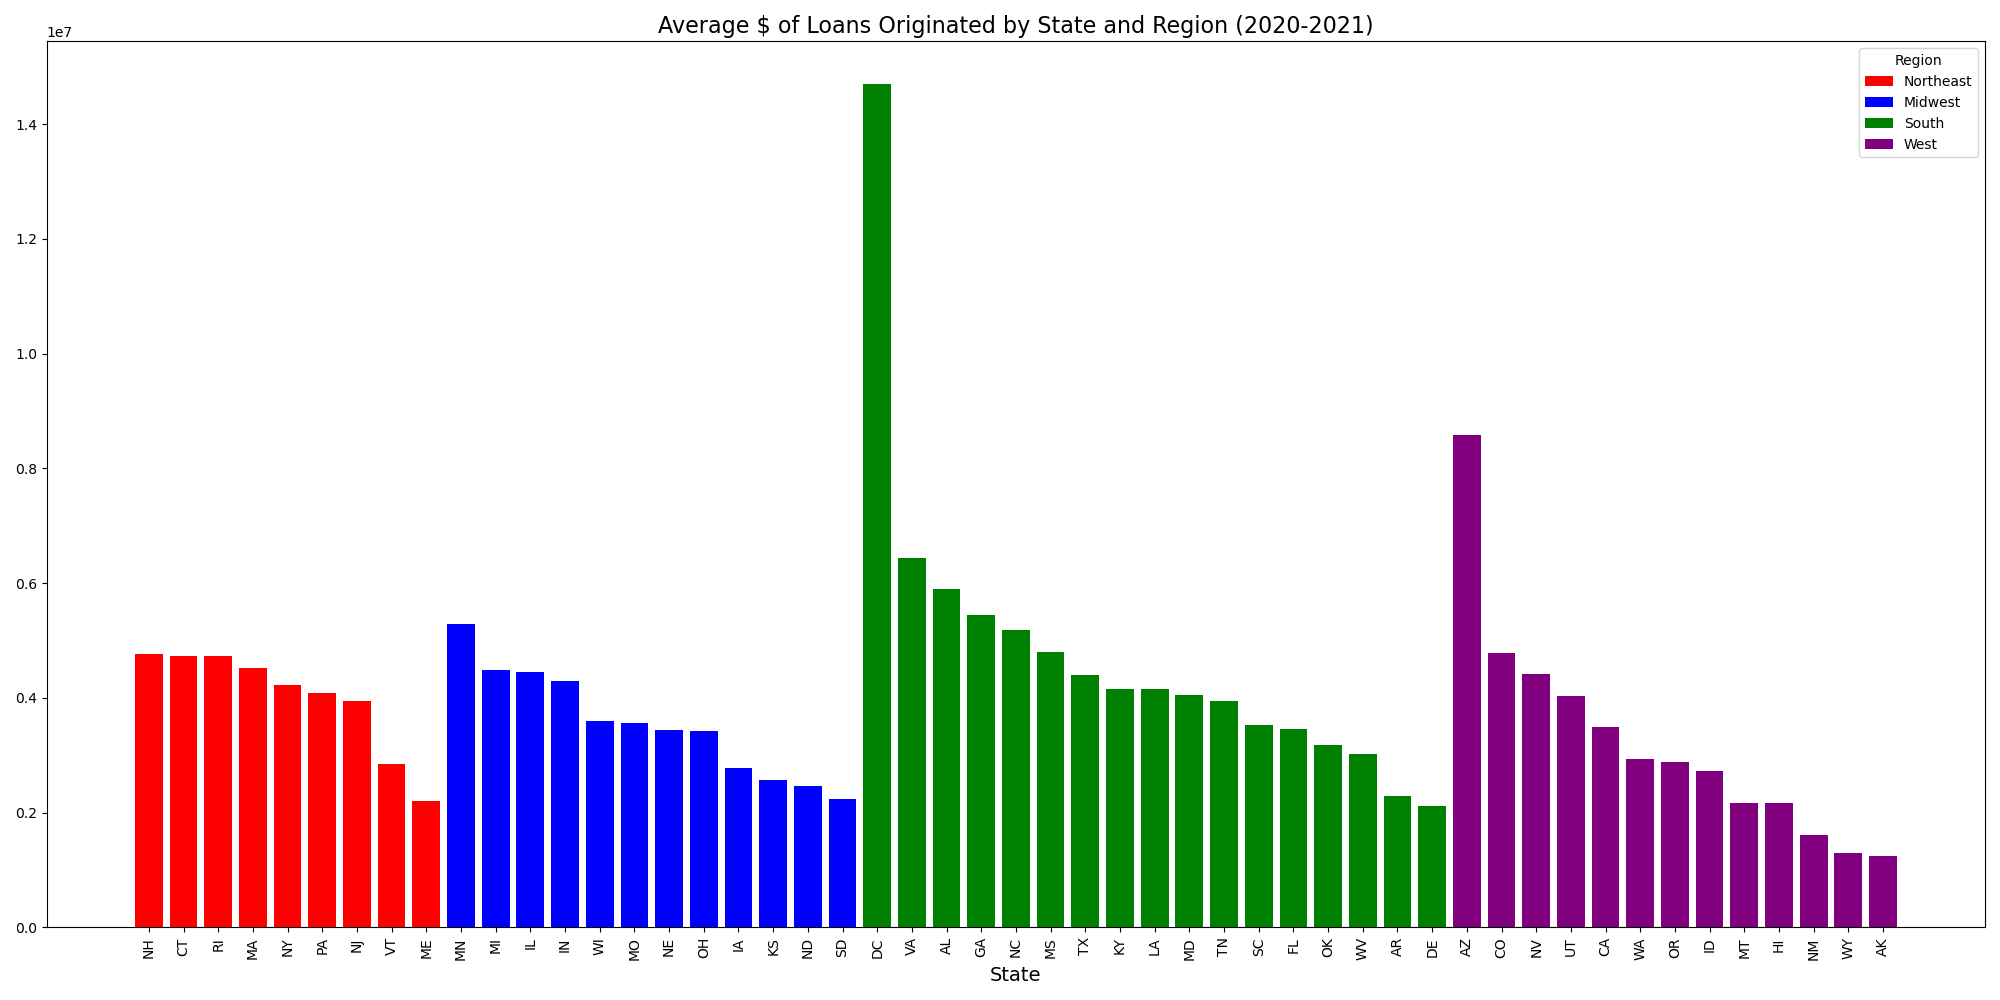 Average $ of Loans Originated by State and Region (2020-2021)
1e7
Region
Northeast
Midwest
South
West
1.4
1.2
1.0
0.8
0.6
0.4
0.2
0.0
NH CT RI MA NY PA NJ VT ME MN MI IL IN WI MO NE OH IA KS ND SD DC VA AL GA NC MS TX KY LA MD TN SC FL OK WV AR DE AZ CO NV UT CA WA OR ID MT HI NM WY AK
State